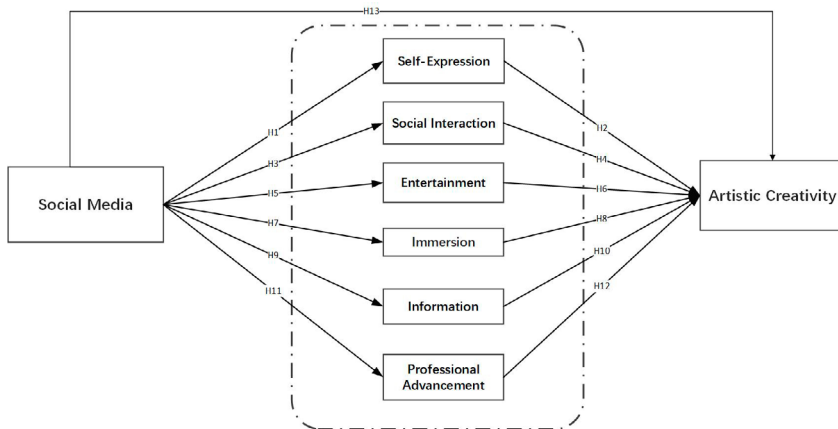 H13
Self-Expression
H1
H2
Social Interaction
H3
H4
Social Media
Entertainment
H5
H6
Artistic Creativity
Immersion
H7
H8
Information
H9
H10
H11
H12
Professional
Advancement